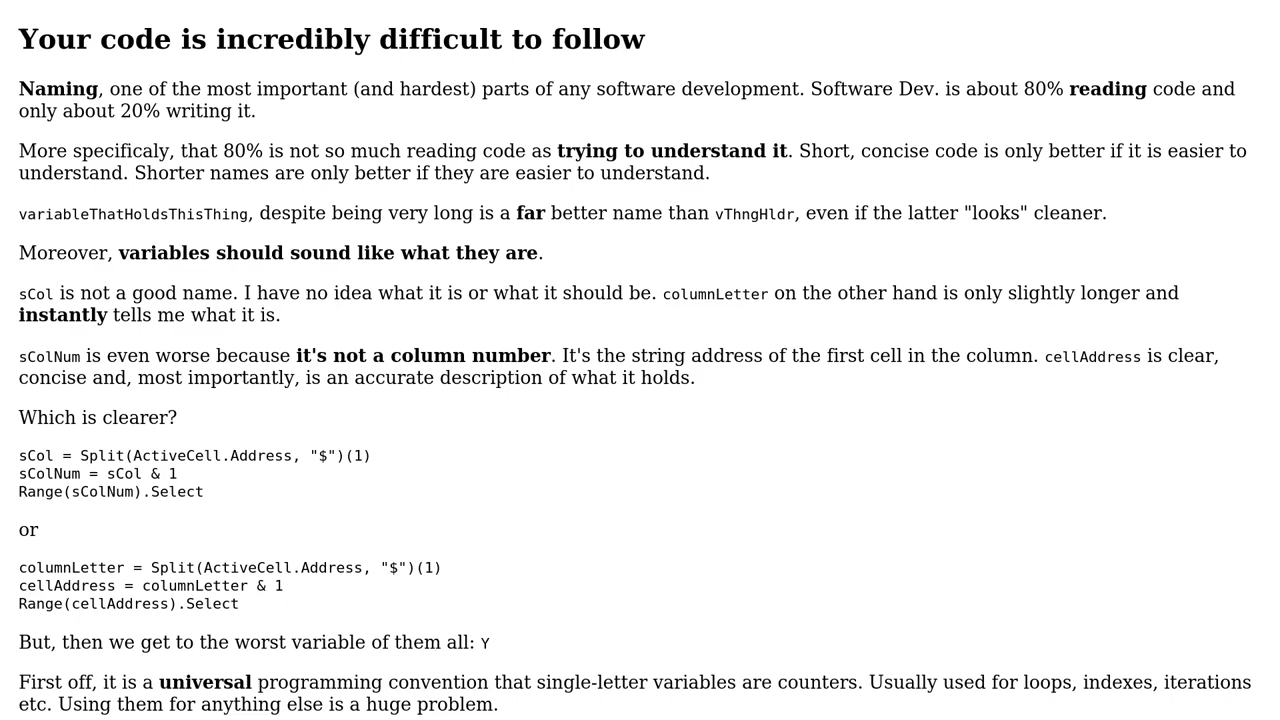 Your code is incredibly difficult to follow
Naming, one of the most important (and hardest) parts of any software development. Software Dev. is about 80% reading code and
only about 20% writing it.
More specificaly, that 80% is not so much reading code as trying to understand it. Short, concise code is only better if it is easier to
understand. Shorter names are only better if they are easier to understand.
variableThatHoldsThisThing, despite being very long is a far better name than vThngHldr, even if the latter "looks" cleaner.
Moreover, variables should sound like what they are.
sCol is not a good name. I have no idea what it is or what it should be. columnLetter on the other hand is only slightly longer and
instantly tells me what it is.
sColNum is even worse because it's not a column number. It's the string address of the first cell in the column. cellAddress is clear,
concise and, most importantly, is an accurate description of what it holds.
Which is clearer?
sCol = Split(ActiveCell.Address, "$")(1)
sColNum = sCol & 1
Range(sColNum).Select
or
columnLetter = Split(ActiveCell.Address, "$")(1)
cellAddress = columnLetter & 1
Range(cellAddress).Select
But, then we get to the worst variable of them all: Y
First off, it is a universal programming convention that single-letter variables are counters. Usually used for loops, indexes, iterations
etc. Using them for anything else is a huge problem.